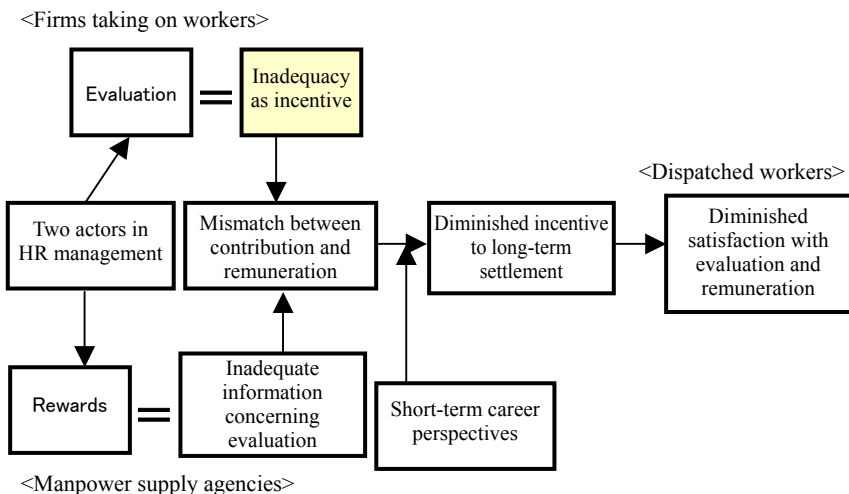 <Firms taking on workers>
Evaluation
Inadequacy
as incentive
<Dispatched workers>
Two actors in
HR management
Mismatch between
contribution and
remuneration
Diminished incentive
to long-term
settlement
Diminished
satisfaction with
evaluation and
remuneration
Rewards
Inadequate
information
concerning
evaluation
Short-term career
perspectives
<Manpower supply agencies>